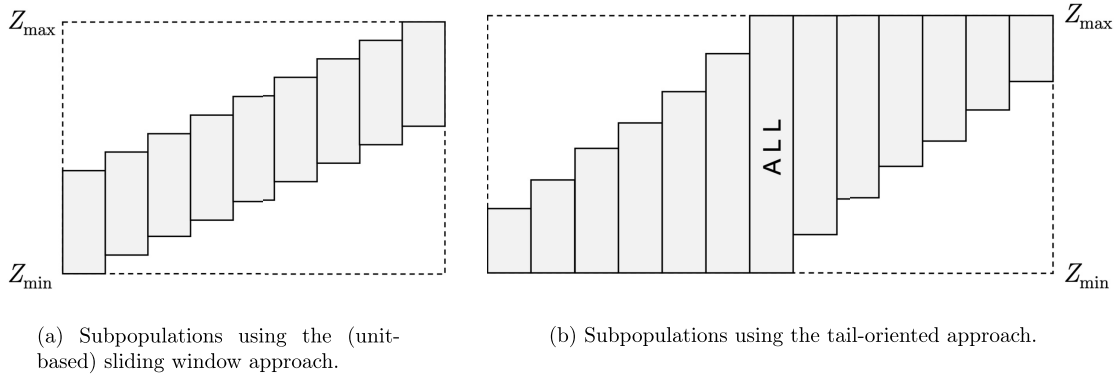 Z_max
Z_min
ALL
Z_max
Z_min
(a) Subpopulations using the (unit-
based) sliding window approach.
(b) Subpopulations using the tail-oriented approach.